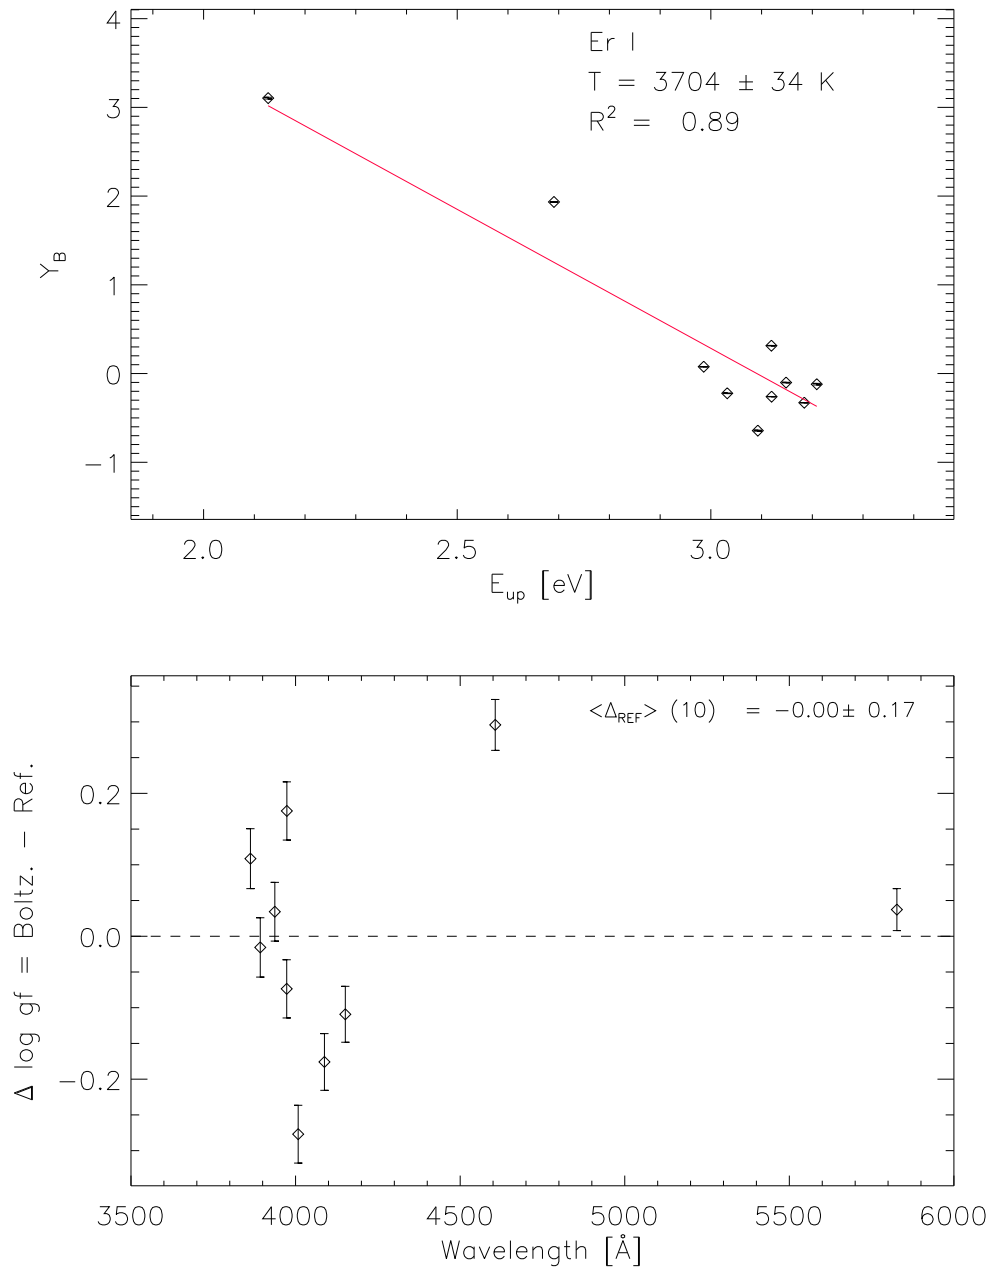 Er I
T = 3704 ± 34 K
R² = 0.89
4
3
2
1
0
−1
Y_B
2.0 2.5 3.0
E_up [eV]
<Δ_REF> (10) = −0.00± 0.17
0.2
0.0
−0.2
Δ log gf = Boltz. − Ref.
3500 4000 4500 5000 5500 6000
Wavelength [Å]